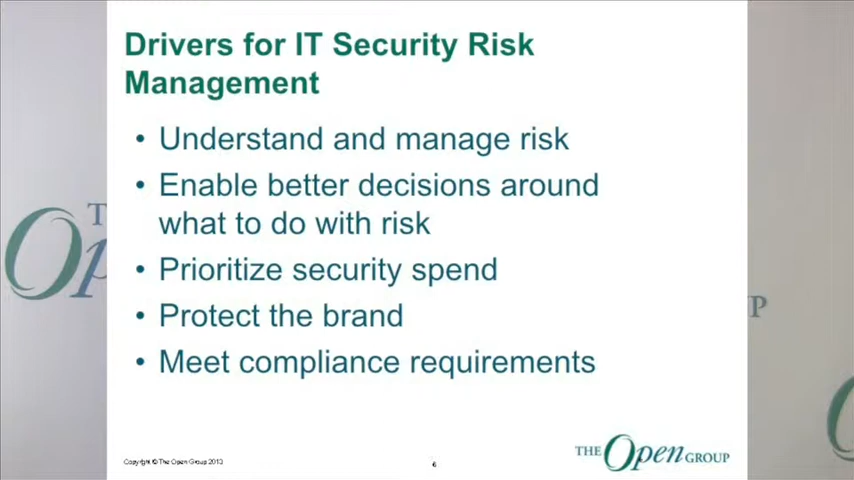 Drivers for IT Security Risk
Management
• Understand and manage risk
• Enable better decisions around
what to do with risk
• Prioritize security spend
• Protect the brand
• Meet compliance requirements
Copyright © The Open Group 2013
6
THE Open GROUP